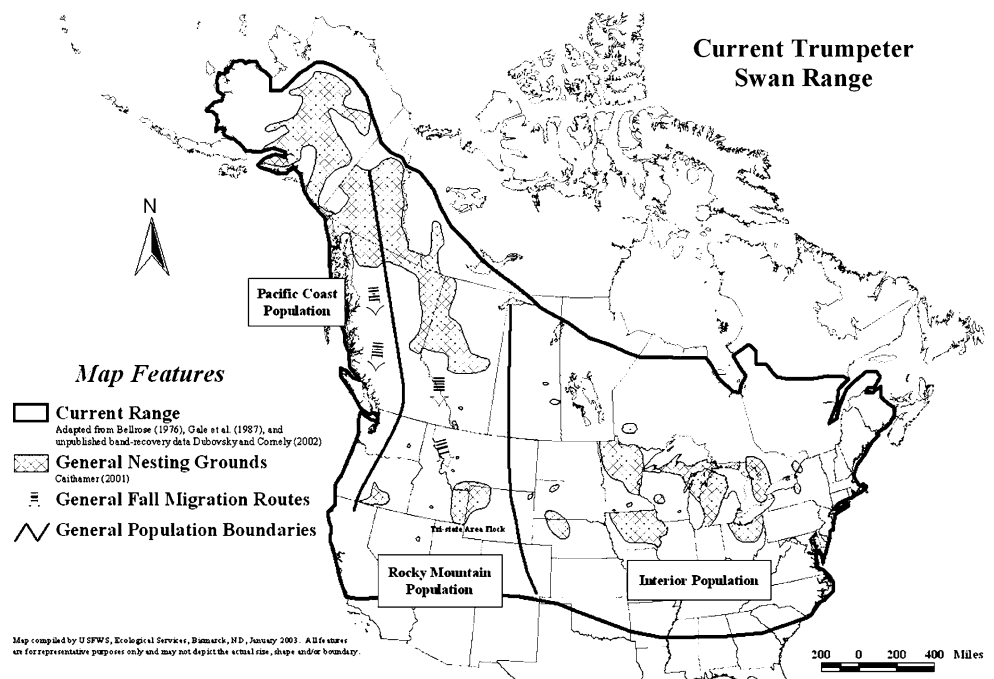 Current Trumpeter
Swan Range
N
Pacific Coast
Population
Map Features
Current Range
Adapted from Bellrose (1976), Gale et al. (1987), and
unpublished band-recovery data Dubovsky and Cornely (2002)
General Nesting Grounds
Caithamer (2001)
General Fall Migration Routes
General Population Boundaries
Tri-state Area Flock
Rocky Mountain
Population
Interior Population
Map compiled by USFWS, Ecological Services, Bismarck, ND, January 2003. All features
are for representative purposes only and may not depict the actual size, shape and/or boundary.
200 0 200 400 Miles